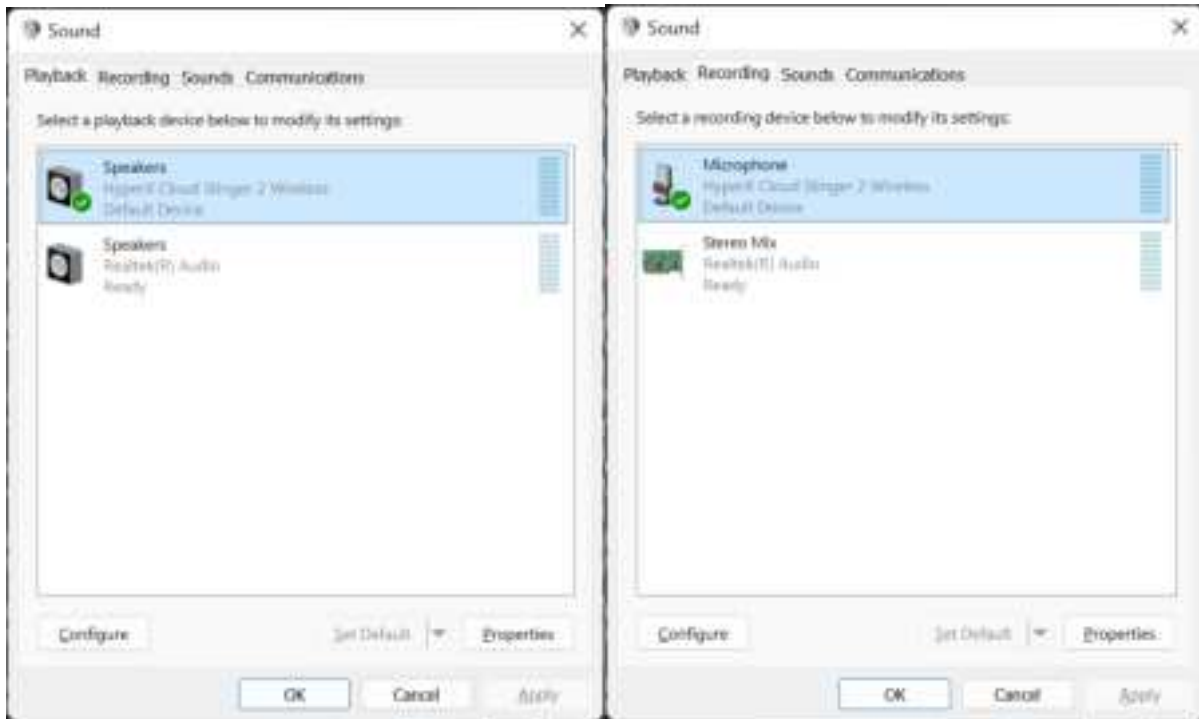 Sound
Playback Recording Sounds Communications
Select a playback device below to modify its settings:
Speakers
HyperX Cloud Stinger 2 Wireless
Default Device
Speakers
Realtek(R) Audio
Ready
Configure
Set Default
Properties
OK
Cancel
Apply
Sound
Playback Recording Sounds Communications
Select a recording device below to modify its settings:
Microphone
HyperX Cloud Stinger 2 Wireless
Default Device
Stereo Mix
Realtek(R) Audio
Ready
Configure
Set Default
Properties
OK
Cancel
Apply